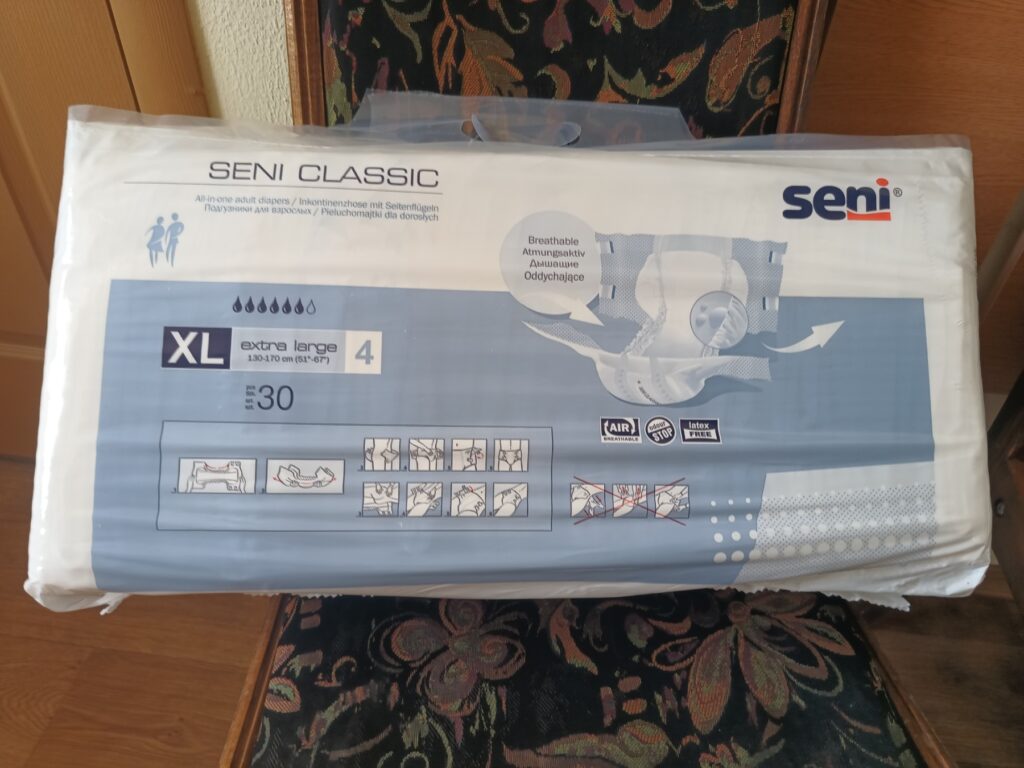 SENI CLASSIC
All-in-one adult diapers / Inkontinenzhose mit Seitenflügeln
Подгузники для взрослых / Pieluchomajtki dla dorosłych
seni®
Breathable
Atmungsaktiv
Дышащие
Oddychające
XL extra large 4
130-170 cm (51"-67")
30
AIR
BREATHABLE
odour
STOP
latex
FREE